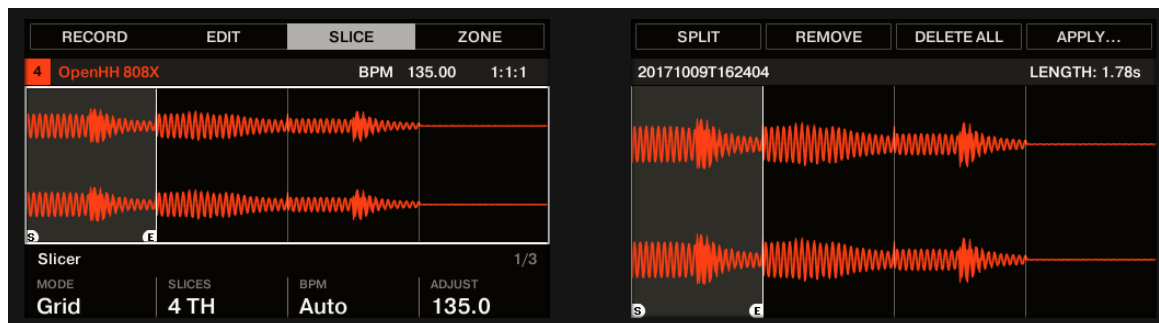 RECORD EDIT SLICE ZONE
4 OpenHH 808X BPM 135.00 1:1:1
S E
Slicer 1/3
MODE SLICES BPM ADJUST
Grid 4 TH Auto 135.0
SPLIT REMOVE DELETE ALL APPLY...
20171009T162404 LENGTH: 1.78s
S E